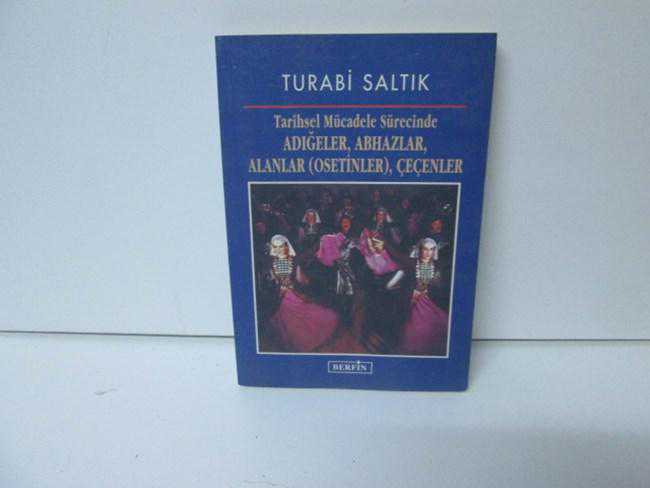 TURABİ SALTIK
Tarihsel Mücadele Sürecinde
ADIĞELER, ABHAZLAR,
ALANLAR (OSETİNLER), ÇEÇENLER
BERFİN